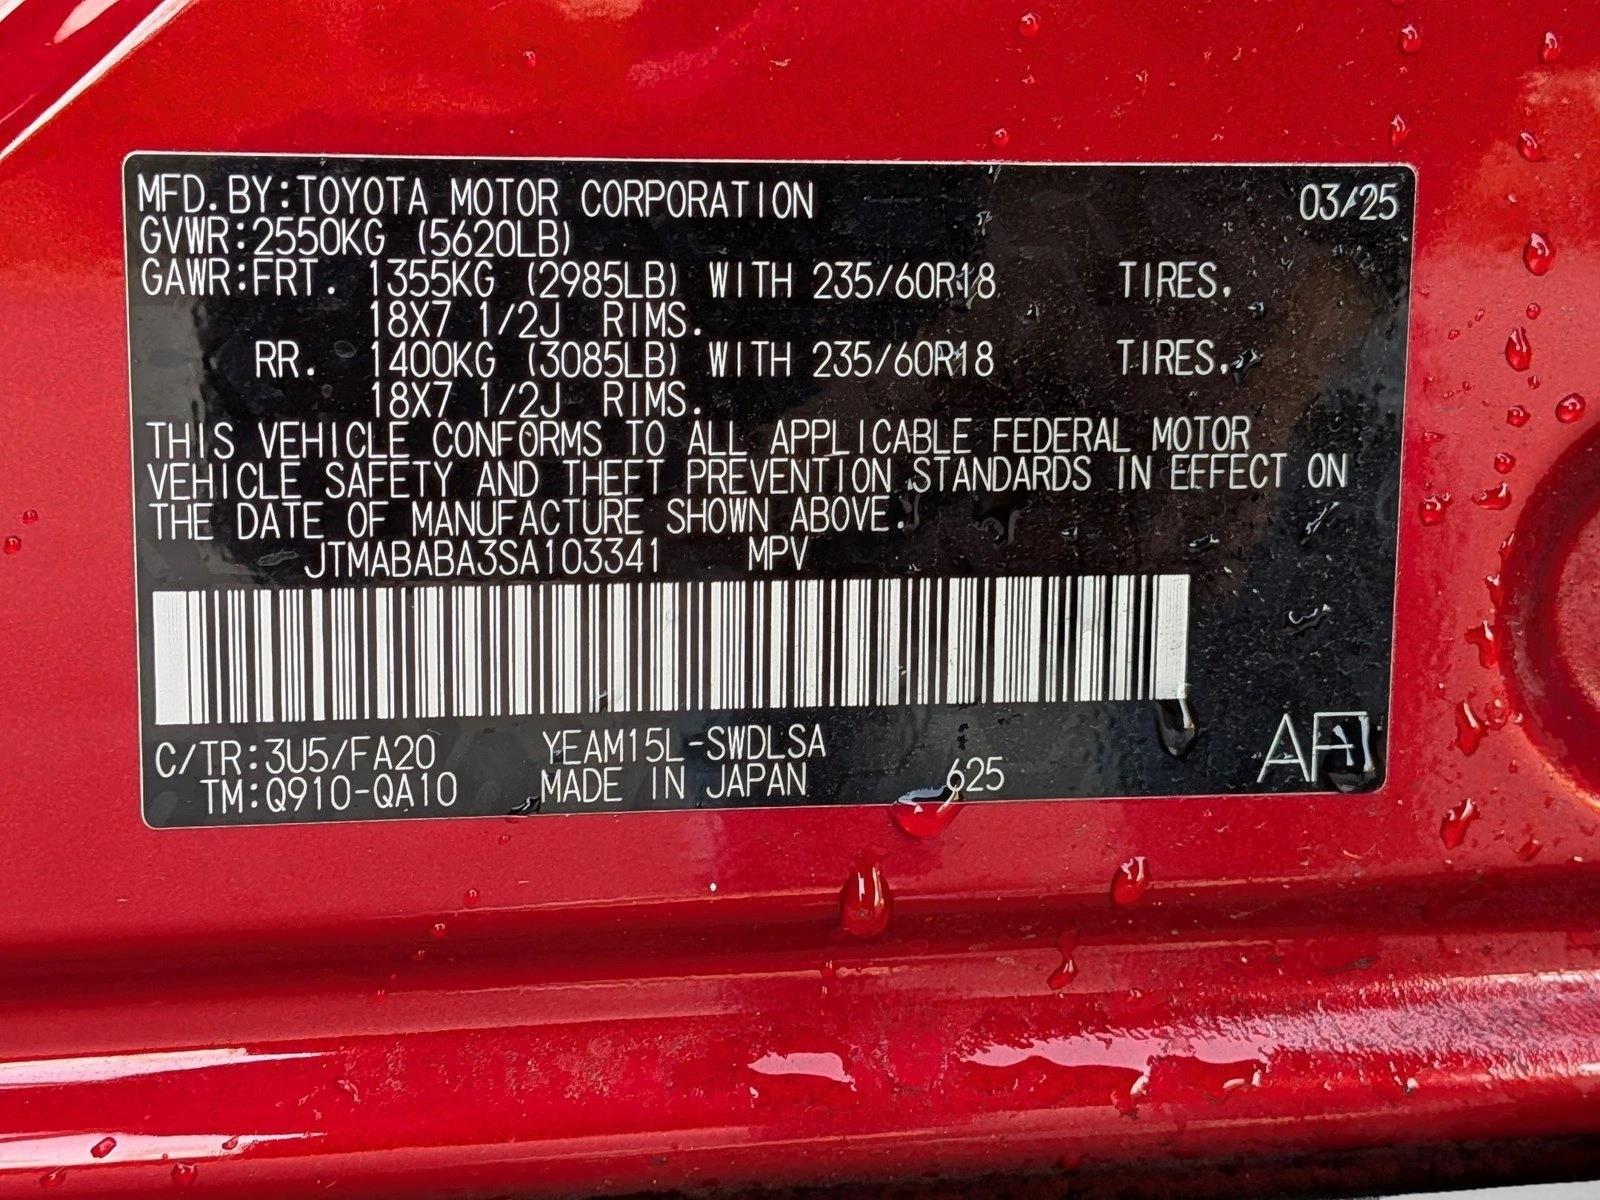 MFD.BY:TOYOTA MOTOR CORPORATION 03/25
GVWR:2550KG (5620LB)
GAWR:FRT. 1355KG (2985LB) WITH 235/60R18 TIRES,
18X7 1/2J RIMS.
RR. 1400KG (3085LB) WITH 235/60R18 TIRES,
18X7 1/2J RIMS.
THIS VEHICLE CONFORMS TO ALL APPLICABLE FEDERAL MOTOR
VEHICLE SAFETY AND THEFT PREVENTION STANDARDS IN EFFECT ON
THE DATE OF MANUFACTURE SHOWN ABOVE.
JTMABABA3SA103341 MPV
C/TR:3U5/FA20 YEAM15L-SWDLSA
TM:Q910-QA10 MADE IN JAPAN 625